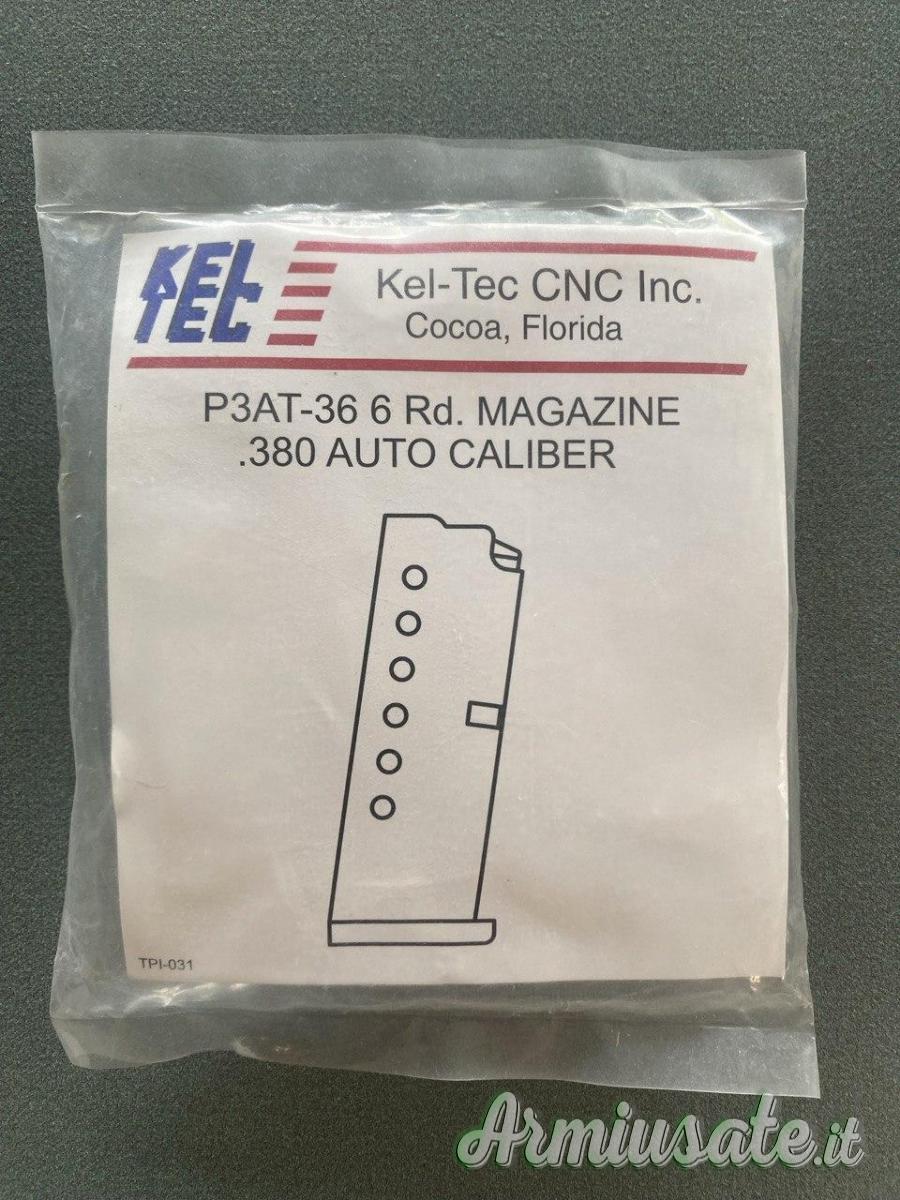 KEL
TEC
Kel-Tec CNC Inc.
Cocoa, Florida
P3AT-36 6 Rd. MAGAZINE
.380 AUTO CALIBER
TPI-031
Armiusate.it